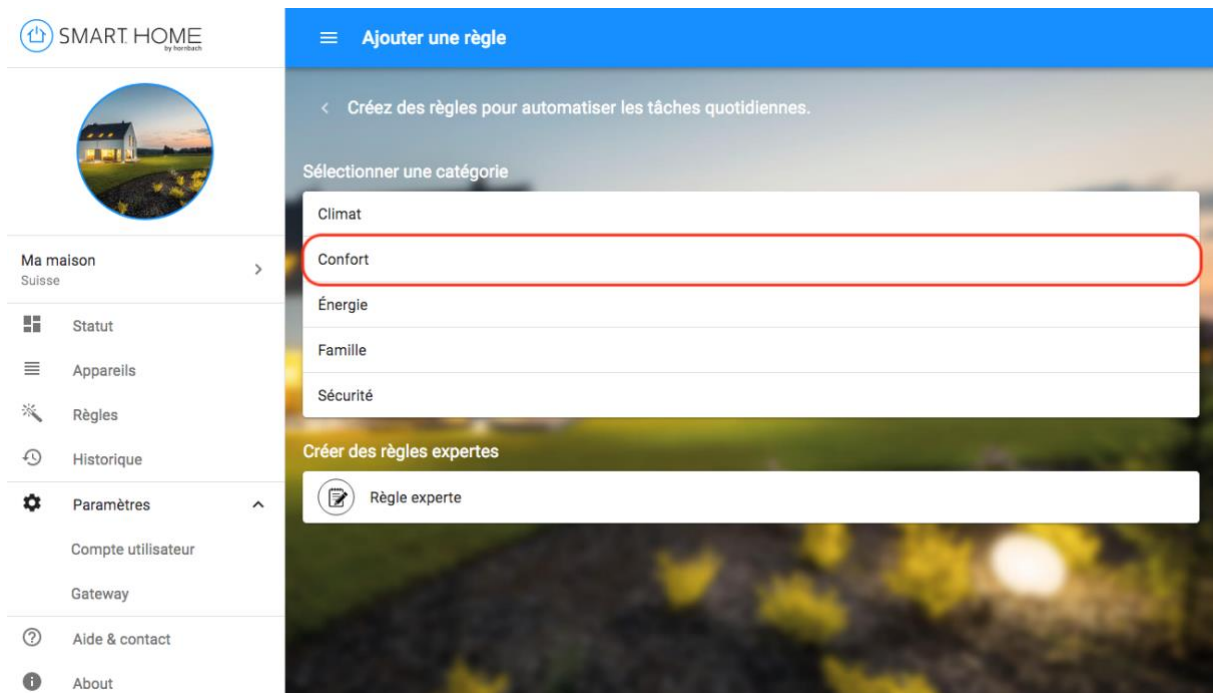 SMART HOME
by hornbach
Ma maison
Suisse
Statut
Appareils
Règles
Historique
Paramètres
Compte utilisateur
Gateway
Aide & contact
About
Ajouter une règle
Créez des règles pour automatiser les tâches quotidiennes.
Sélectionner une catégorie
Climat
Confort
Énergie
Famille
Sécurité
Créer des règles expertes
Règle experte